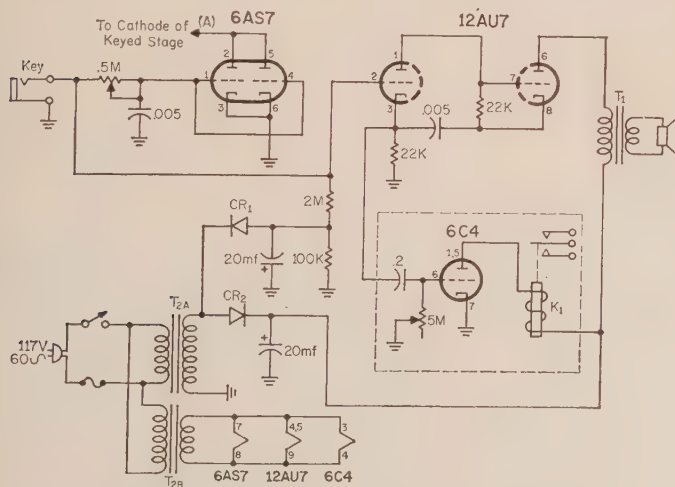 6AS7
12AU7
To Cathode of (A)
Keyed Stage
Key
.5M
.005
2
5
1
4
3
6
1
2
3
6
7
8
.005
22K
22K
T1
2M
CR1
20mf
+
100K
6C4
.2
1,5
6
7
5M
K1
CR2
+
20mf
T2A
117V
60
T2B
7
8
4,5
9
3
4
6AS7
12AU7
6C4